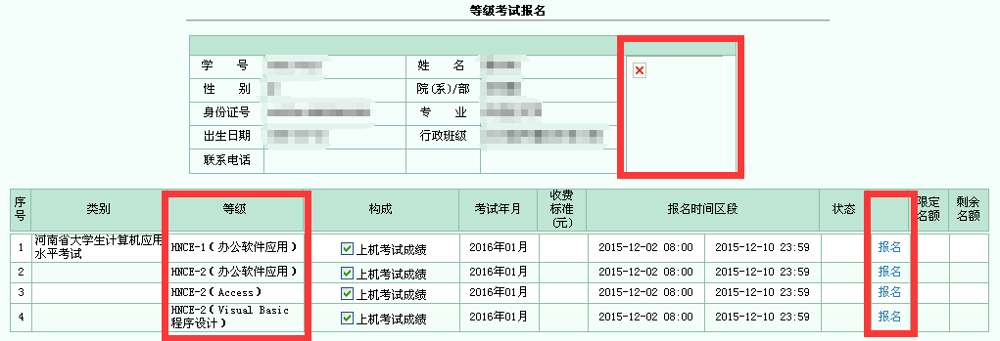 等级考试报名
学 号
姓 名
性 别
院(系)/部
身份证号
专 业
出生日期
行政班级
联系电话
序号 类别 等级 构成 考试年月 收费标准(元) 报名时间区段 状态 限定名额 剩余名额
1 河南省大学生计算机应用水平考试 HNCE-1(办公软件应用) 上机考试成绩 2016年01月 2015-12-02 08:00 2015-12-10 23:59 报名
2 HNCE-2(办公软件应用) 上机考试成绩 2016年01月 2015-12-02 08:00 2015-12-10 23:59 报名
3 HNCE-2(Access) 上机考试成绩 2016年01月 2015-12-02 08:00 2015-12-10 23:59 报名
4 HNCE-2(Visual Basic程序设计) 上机考试成绩 2016年01月 2015-12-02 08:00 2015-12-10 23:59 报名